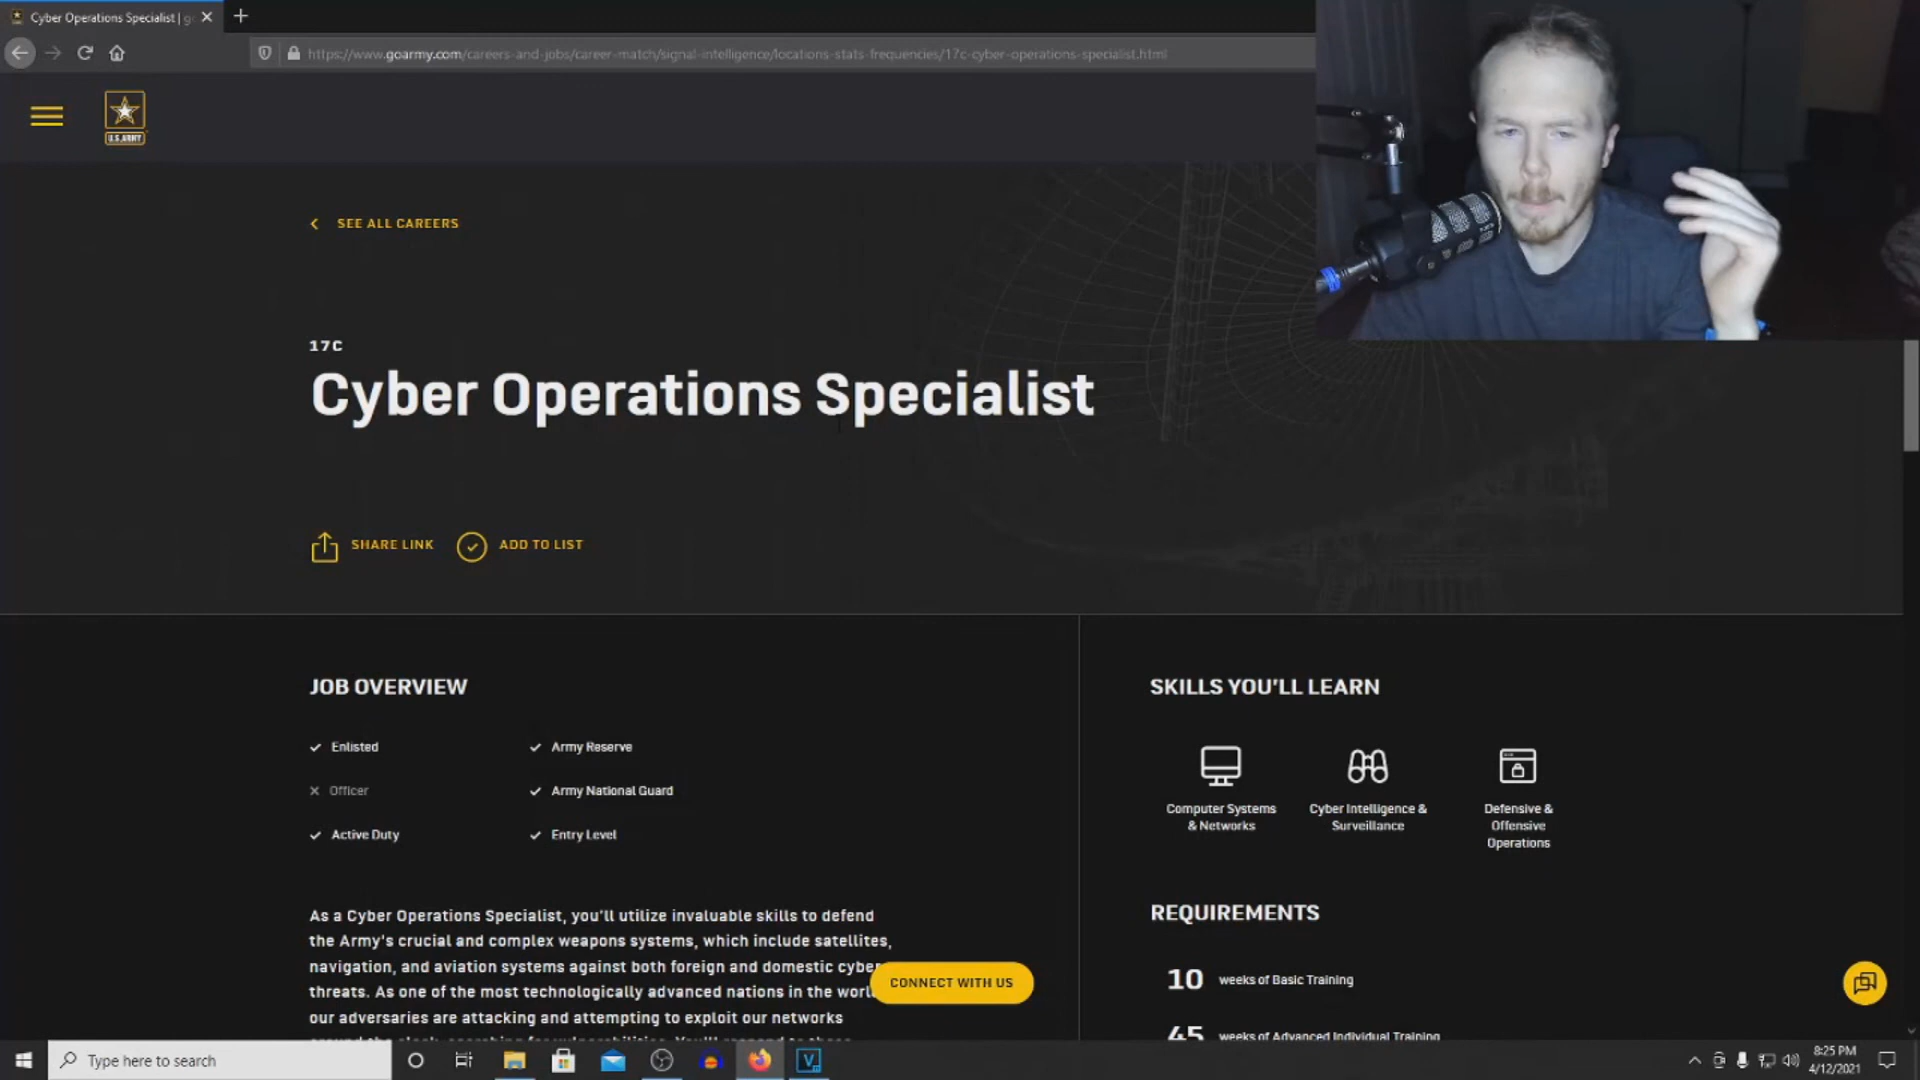 Cyber Operations Specialist | g
https://www.goarmy.com/careers-and-jobs/career-match/signal-intelligence/locations-stats-frequencies/17c-cyber-operations-specialist.html
U.S.ARMY
SEE ALL CAREERS
17C
Cyber Operations Specialist
SHARE LINK
ADD TO LIST
JOB OVERVIEW
Enlisted
Army Reserve
Officer
Army National Guard
Active Duty
Entry Level
As a Cyber Operations Specialist, you'll utilize invaluable skills to defend
the Army's crucial and complex weapons systems, which include satellites,
navigation, and aviation systems against both foreign and domestic cyber
threats. As one of the most technologically advanced nations in the worl
our adversaries are attacking and attempting to exploit our networks
CONNECT WITH US
SKILLS YOU'LL LEARN
Computer Systems
& Networks
Cyber Intelligence &
Surveillance
Defensive &
Offensive
Operations
REQUIREMENTS
10 weeks of Basic Training
45 weeks of Advanced Individual Training
Type here to search
8:25 PM
4/12/2021